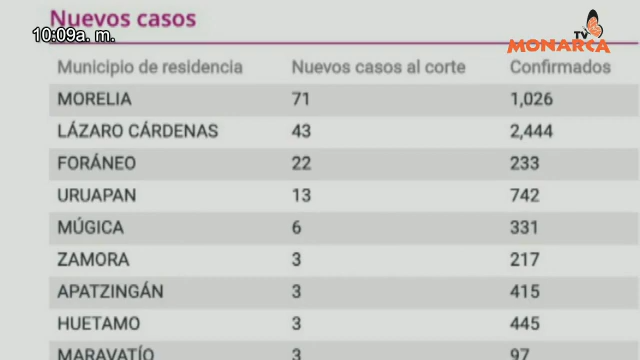 Nuevos casos
10:09a. m.
TV
MONARCA
Municipio de residencia Nuevos casos al corte Confirmados
MORELIA 71 1,026
LÁZARO CÁRDENAS 43 2,444
FORÁNEO 22 233
URUAPAN 13 742
MÚGICA 6 331
ZAMORA 3 217
APATZINGÁN 3 415
HUETAMO 3 445
MARAVATÍO 3 97